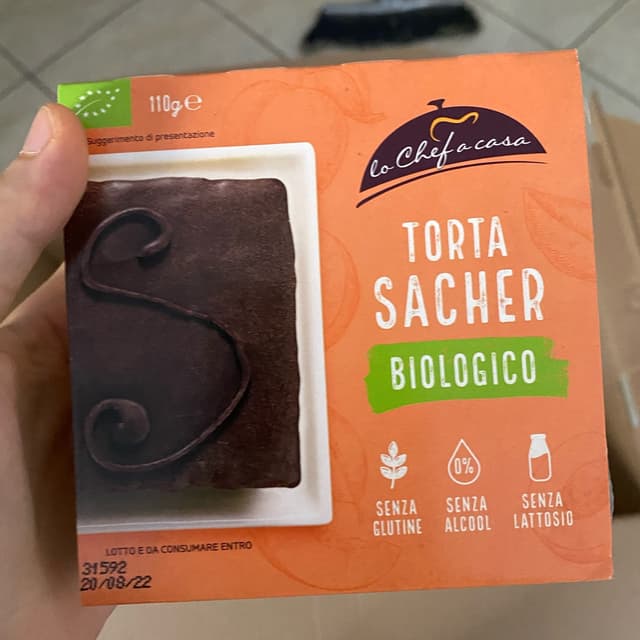 110g e
suggerimento di presentazione
lo Chef a casa
TORTA
SACHER
BIOLOGICO
0%
SENZA
GLUTINE
SENZA
ALCOOL
SENZA
LATTOSIO
LOTTO E DA CONSUMARE ENTRO
31592
20/08/22